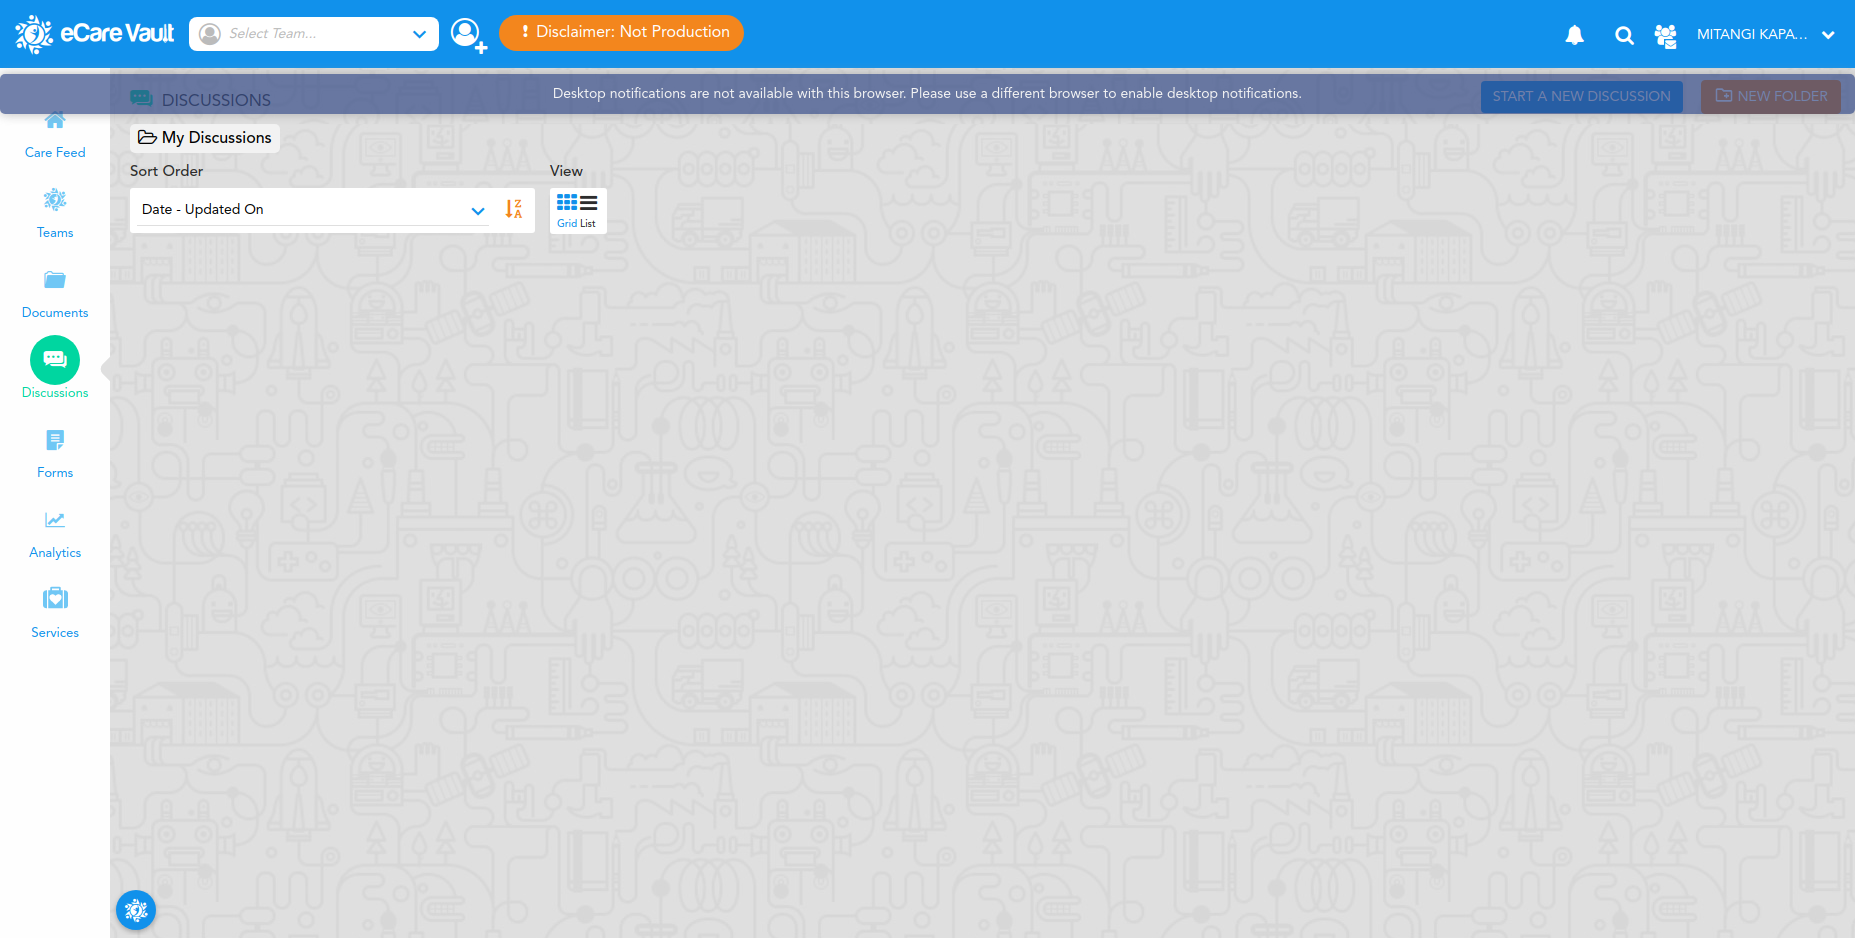 eCare Vault
Select Team...
! Disclaimer: Not Production
MITANGI KAPA...
DISCUSSIONS
Desktop notifications are not available with this browser. Please use a different browser to enable desktop notifications.
START A NEW DISCUSSION
NEW FOLDER
My Discussions
Sort Order
View
Date - Updated On
Z
A
Grid List
Care Feed
Teams
Documents
Discussions
Forms
Analytics
Services